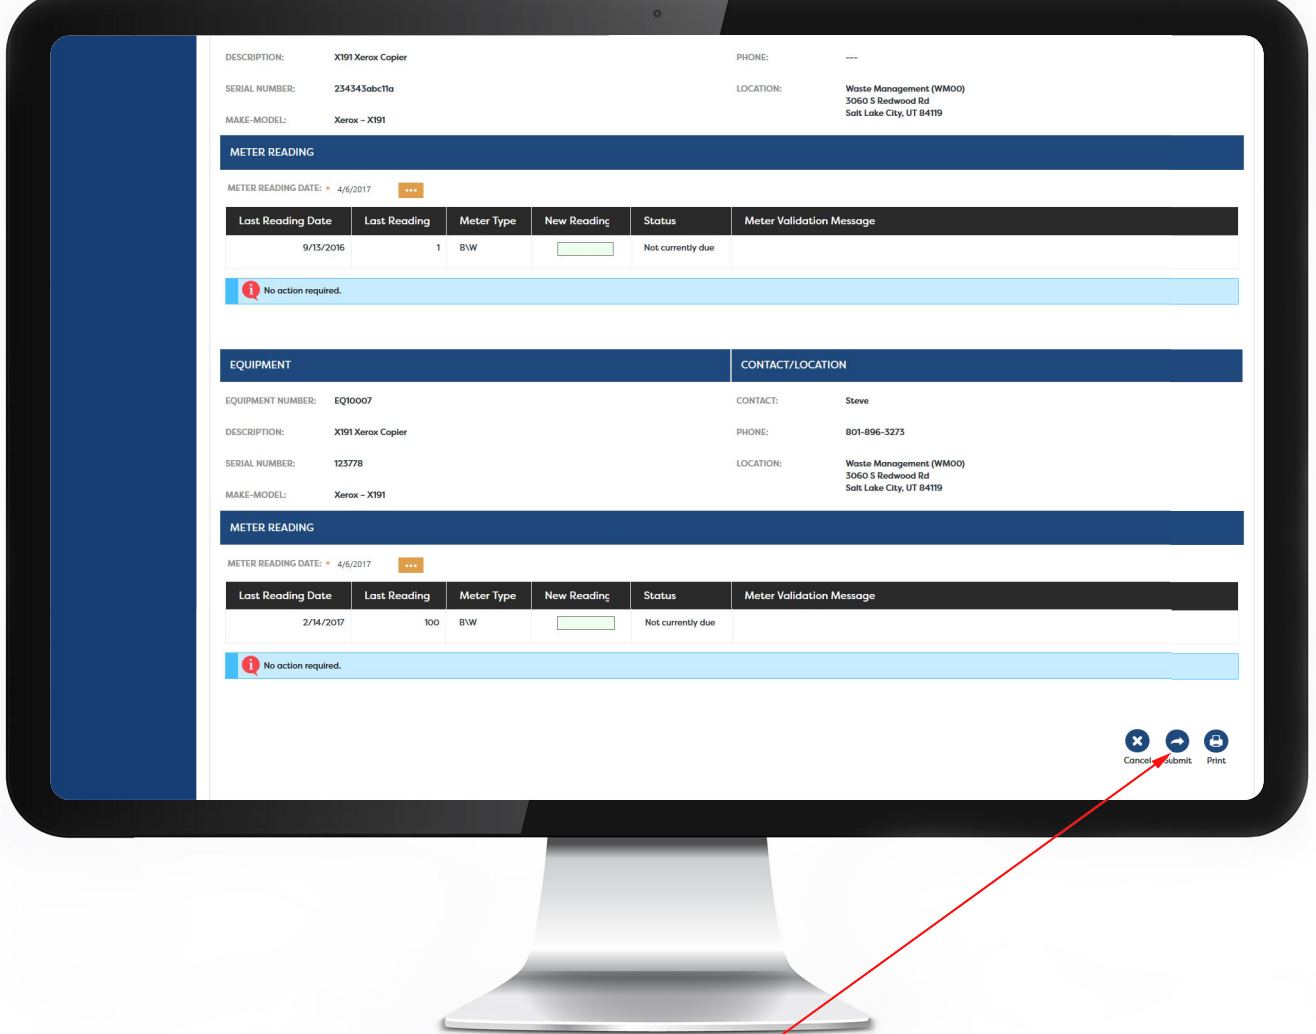 DESCRIPTION: X191 Xerox Copier PHONE: ---
SERIAL NUMBER: 234343abc11a LOCATION: Waste Management (WM00)
3060 S Redwood Rd
Salt Lake City, UT 84119
MAKE-MODEL: Xerox – X191
METER READING
METER READING DATE: * 4/6/2017 •••
Last Reading Date Last Reading Meter Type New Reading Status Meter Validation Message
9/13/2016 1 B\W Not currently due
i No action required.
EQUIPMENT CONTACT/LOCATION
EQUIPMENT NUMBER: EQ10007 CONTACT: Steve
DESCRIPTION: X191 Xerox Copier PHONE: 801-896-3273
SERIAL NUMBER: 123778 LOCATION: Waste Management (WM00)
3060 S Redwood Rd
Salt Lake City, UT 84119
MAKE-MODEL: Xerox – X191
METER READING
METER READING DATE: * 4/6/2017 •••
Last Reading Date Last Reading Meter Type New Reading Status Meter Validation Message
2/14/2017 100 B\W Not currently due
i No action required.
Cancel Submit Print